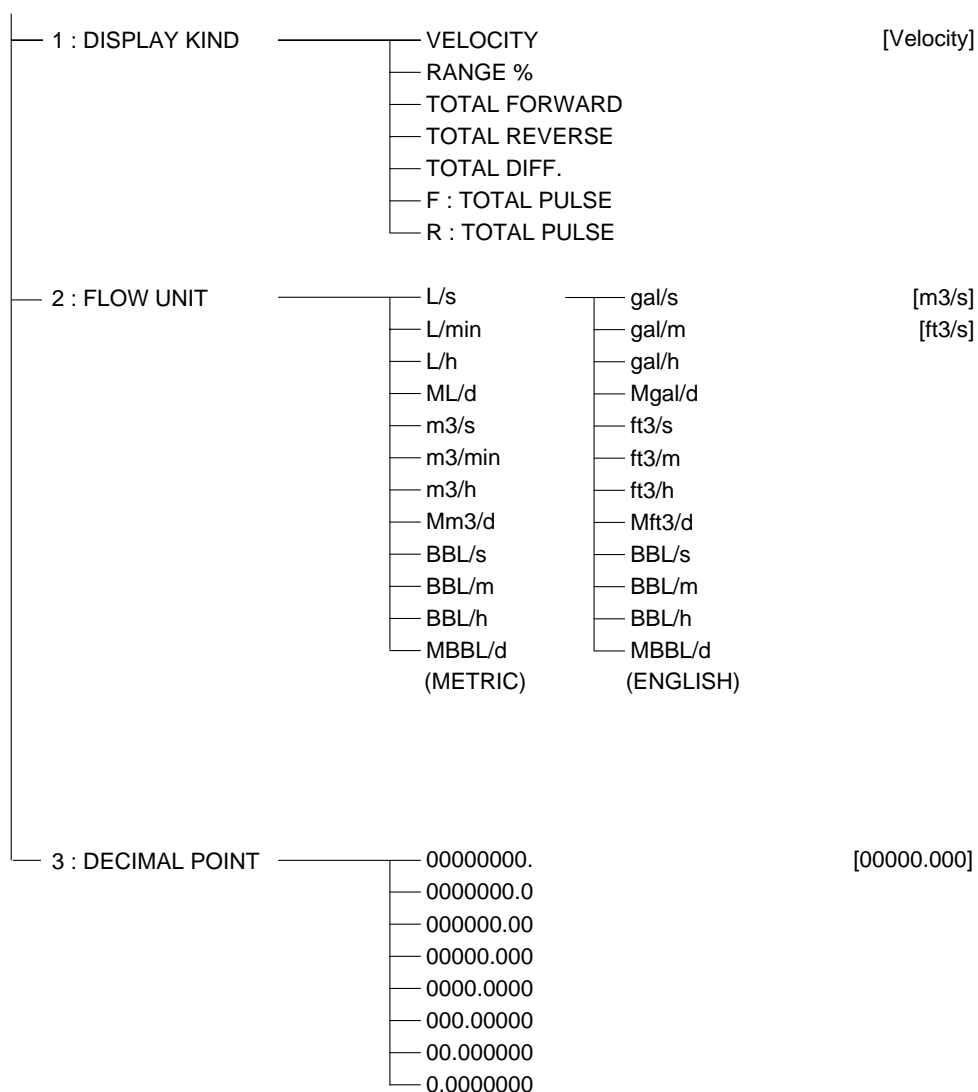 1 : DISPLAY KIND VELOCITY [Velocity]
RANGE %
TOTAL FORWARD
TOTAL REVERSE
TOTAL DIFF.
F : TOTAL PULSE
R : TOTAL PULSE
2 : FLOW UNIT L/s gal/s [m3/s]
L/min gal/m [ft3/s]
L/h gal/h
ML/d Mgal/d
m3/s ft3/s
m3/min ft3/m
m3/h ft3/h
Mm3/d Mft3/d
BBL/s BBL/s
BBL/m BBL/m
BBL/h BBL/h
MBBL/d MBBL/d
(METRIC) (ENGLISH)
3 : DECIMAL POINT 00000000. [00000.000]
0000000.0
000000.00
00000.000
0000.0000
000.00000
00.000000
0.0000000